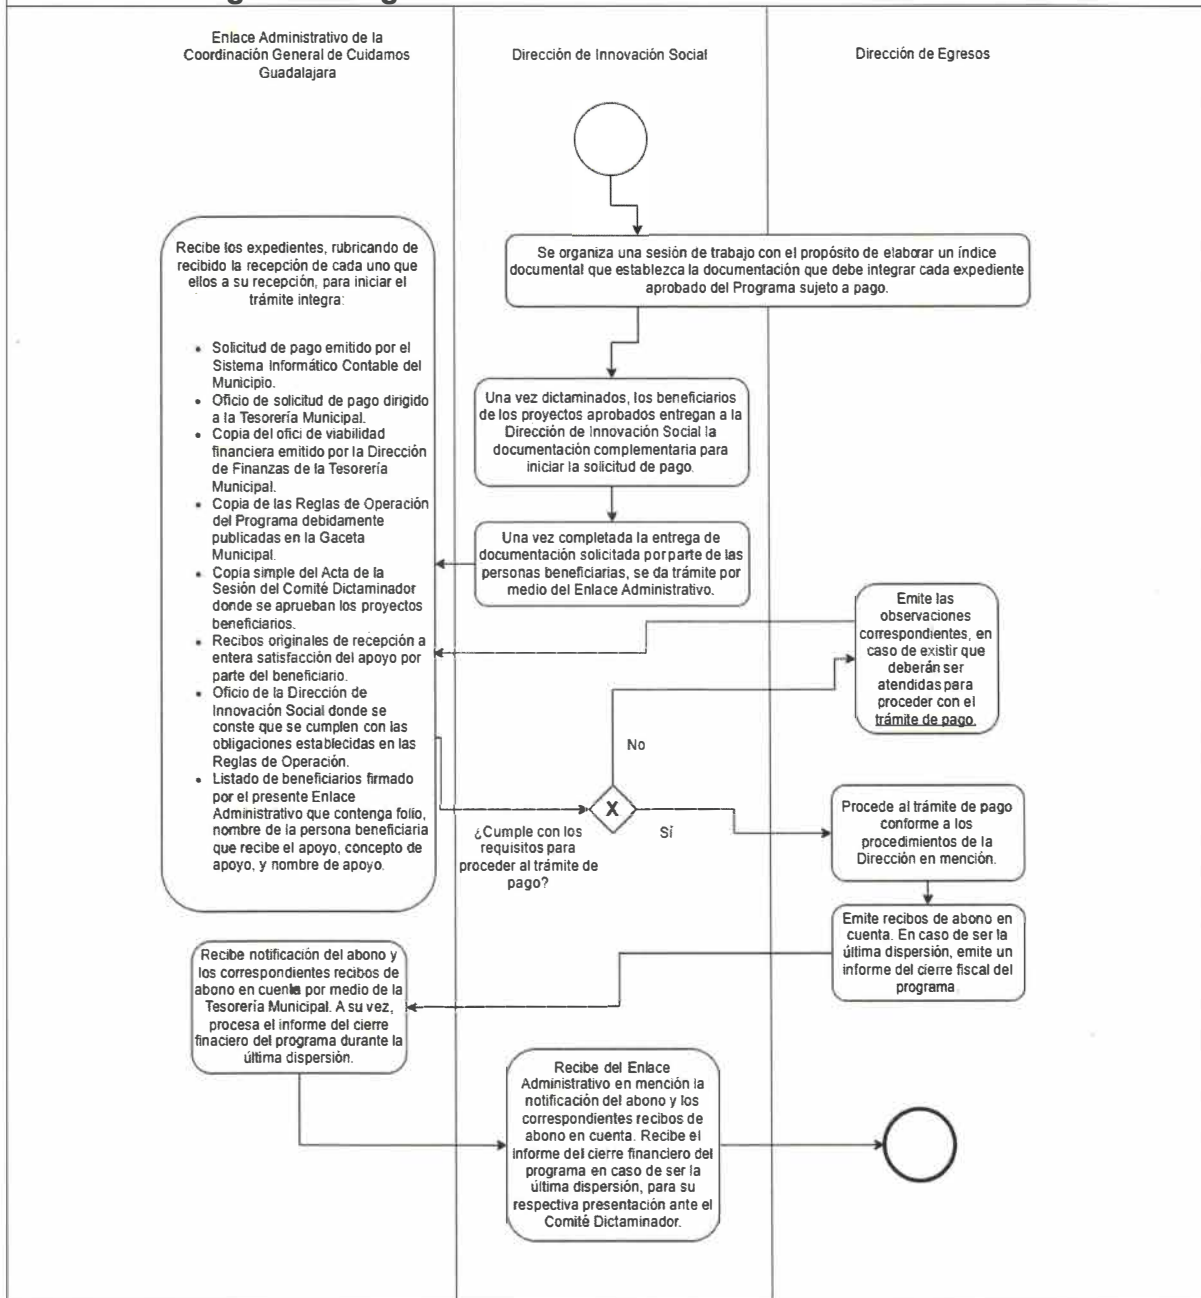 Enlace Administrativo de la
Coordinación General de Cuidamos
Guadalajara
Dirección de Innovación Social
Dirección de Egresos
Se organiza una sesión de trabajo con el propósito de elaborar un índice
documental que establezca la documentación que debe integrar cada expediente
aprobado del Programa sujeto a pago.
Una vez dictaminados, los beneficiarios
de los proyectos aprobados entregan a la
Dirección de Innovación Social la
documentación complementaria para
iniciar la solicitud de pago.
Una vez completada la entrega de
documentación solicitada por parte de las
personas beneficiarias, se da trámite por
medio del Enlace Administrativo.
Recibe los expedientes, rubricando de
recibido la recepción de cada uno que
ellos a su recepción, para iniciar el
trámite integra:
• Solicitud de pago emitido por el
Sistema Informático Contable del
Municipio.
• Oficio de solicitud de pago dirigido
a la Tesorería Municipal.
• Copia del ofici de viabilidad
financiera emitido por la Dirección
de Finanzas de la Tesorería
Municipal.
• Copia de las Reglas de Operación
del Programa debidamente
publicadas en la Gaceta
Municipal.
• Copia simple del Acta de la
Sesión del Comité Dictaminador
donde se aprueban los proyectos
beneficiarios.
• Recibos originales de recepción a
entera satisfacción del apoyo por
parte del beneficiario.
• Oficio de la Dirección de
Innovación Social donde se
conste que se cumplen con las
obligaciones establecidas en las
Reglas de Operación.
• Listado de beneficiarios firmado
por el presente Enlace
Administrativo que contenga folio,
nombre de la persona beneficiaria
que recibe el apoyo, concepto de
apoyo, y nombre de apoyo.
¿Cumple con los
requisitos para
proceder al trámite de
pago?
X
No
Sí
Emite las
observaciones
correspondientes, en
caso de existir que
deberán ser
atendidas para
proceder con el
trámite de pago.
Procede al trámite de pago
conforme a los
procedimientos de la
Dirección en mención.
Emite recibos de abono en
cuenta. En caso de ser la
última dispersión, emite un
informe del cierre fiscal del
programa
Recibe notificación del abono y
los correspondientes recibos de
abono en cuenta por medio de la
Tesorería Municipal. A su vez,
procesa el informe del cierre
finaciero del programa durante la
última dispersión.
Recibe del Enlace
Administrativo en mención la
notificación del abono y los
correspondientes recibos de
abono en cuenta. Recibe el
informe del cierre financiero del
programa en caso de ser la
última dispersión, para su
respectiva presentación ante el
Comité Dictaminador.